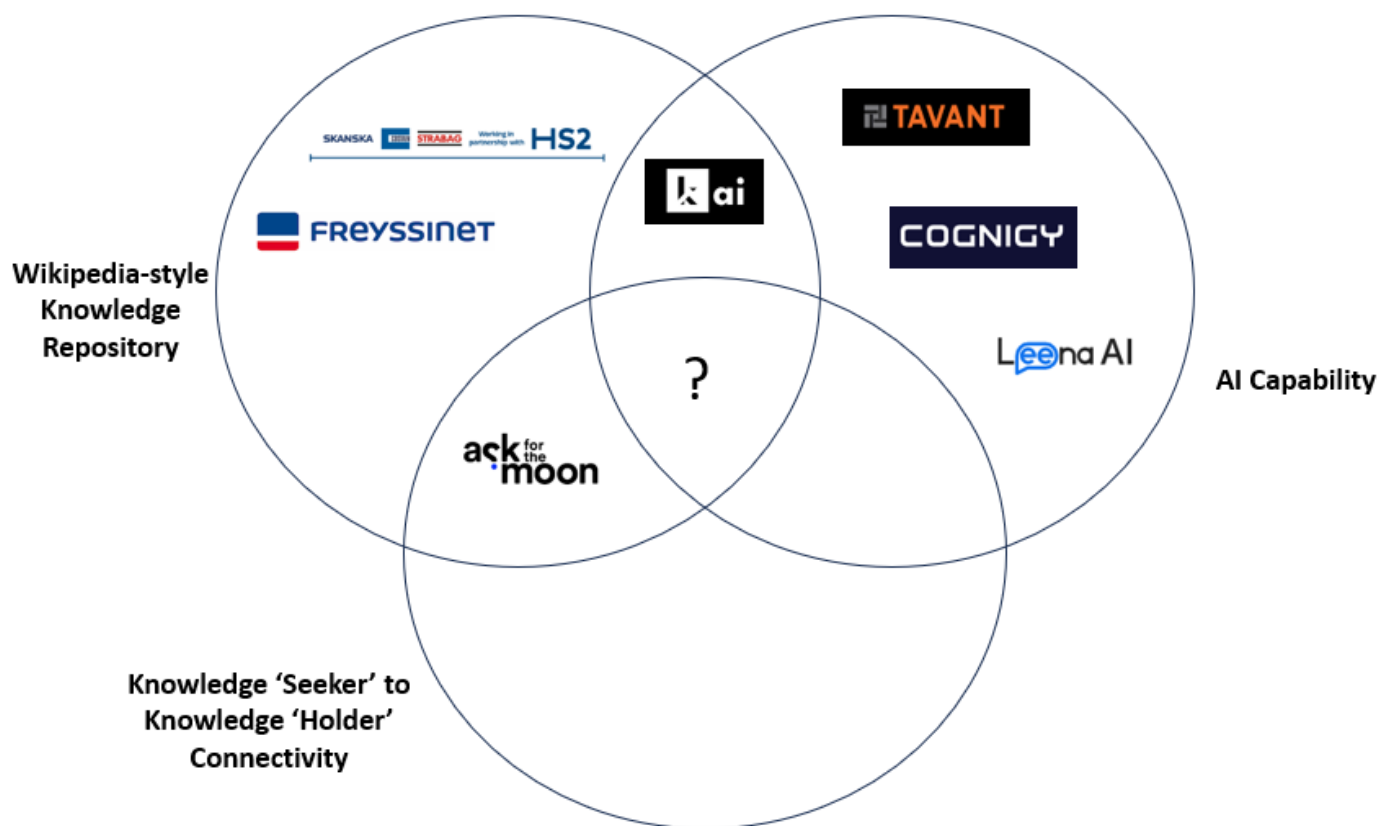 TAVANT
SKANSKA STRABAG Working in partnership with HS2
k ai
FReYSSINeT
COGNIGY
Wikipedia-style
Knowledge
Repository
Leena AI
?
AI Capability
ask for the moon
Knowledge ‘Seeker’ to
Knowledge ‘Holder’
Connectivity